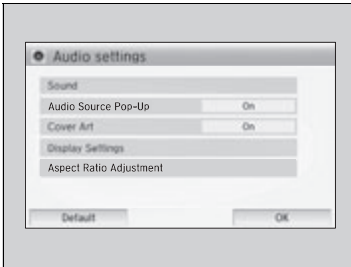 Audio settings
Sound
Audio Source Pop-Up On
Cover Art On
Display Settings
Aspect Ratio Adjustment
Default OK